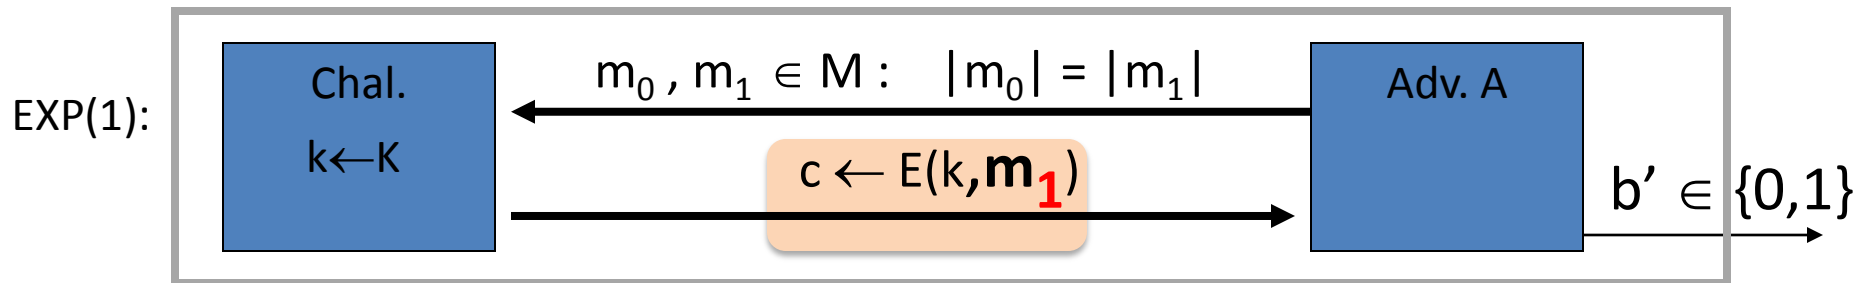 EXP(1):
Chal.
k←K
m₀ , m₁ ∈ M : |m₀| = |m₁|
c ← E(k,m₁)
Adv. A
b’ ∈ {0,1}